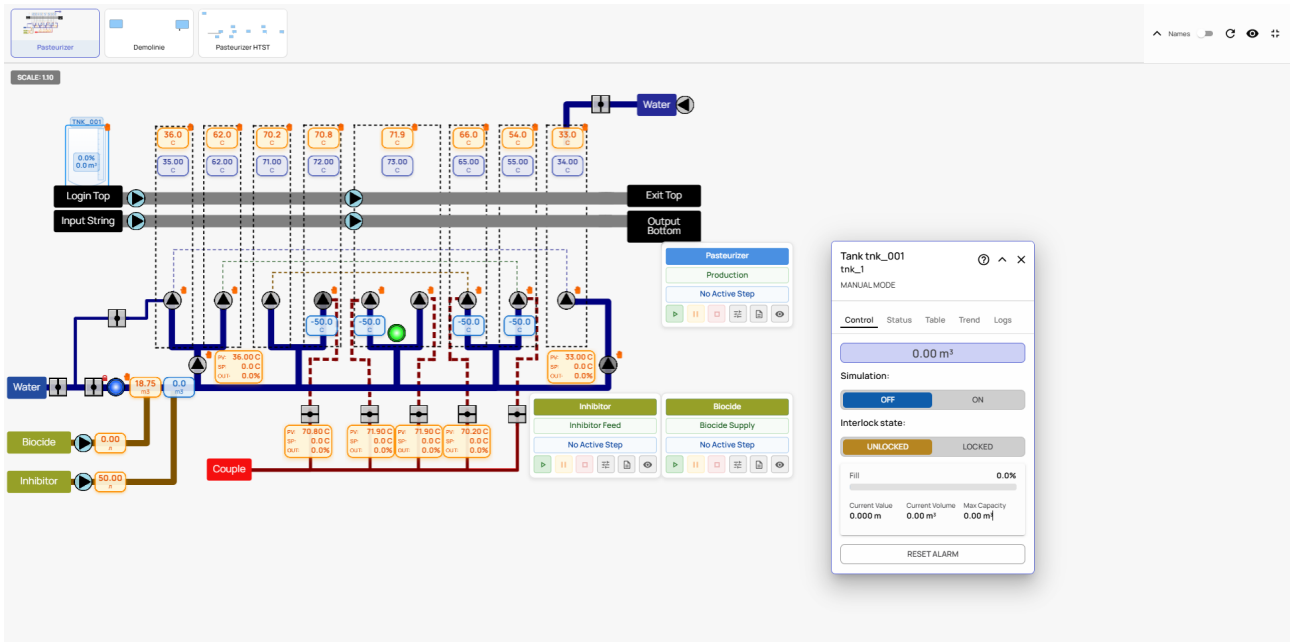 Pasteurizer
Demolinie
Pasteurizer HTST
Names
SCALE: 1.10
Water
TNK_001
0.0%
0.0 m³
36.0
C
62.0
C
70.2
C
70.8
C
71.9
C
66.0
C
54.0
C
33.0
C
35.00
C
62.00
C
71.00
C
72.00
C
73.00
C
65.00
C
55.00
C
34.00
C
Login Top
Exit Top
Input String
Output
Bottom
Pasteurizer
Production
No Active Step
-50.0
C
-50.0
C
-50.0
C
-50.0
C
PV: 36.00 C
SP: 0.0 C
OUT: 0.0%
PV: 33.00 C
SP: 0.0 C
OUT: 0.0%
Water
18.75
m3
0.0
m3
Biocide
0.00
Inhibitor
50.00
PV: 70.80 C
SP: 0.0 C
OUT: 0.0%
PV: 71.90 C
SP: 0.0 C
OUT: 0.0%
PV: 71.90 C
SP: 0.0 C
OUT: 0.0%
PV: 70.20 C
SP: 0.0 C
OUT: 0.0%
Couple
Inhibitor
Inhibitor Feed
No Active Step
Biocide
Biocide Supply
No Active Step
Tank tnk_001
tnk_1
MANUAL MODE
Control Status Table Trend Logs
0.00 m³
Simulation:
OFF ON
Interlock state:
UNLOCKED LOCKED
Fill 0.0%
Current Value Current Volume Max Capacity
0.000 m 0.00 m³ 0.00 m³
RESET ALARM